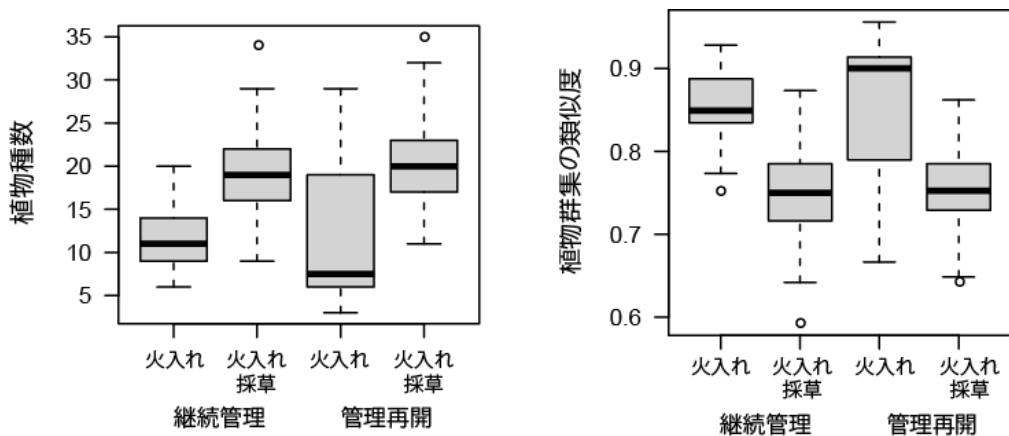 植物種数
35
30
25
20
15
10
5
火入れ 火入れ 火入れ 火入れ
採草 採草
継続管理 管理再開
植物群集の類似度
0.9
0.8
0.7
0.6
火入れ 火入れ 火入れ 火入れ
採草 採草
継続管理 管理再開